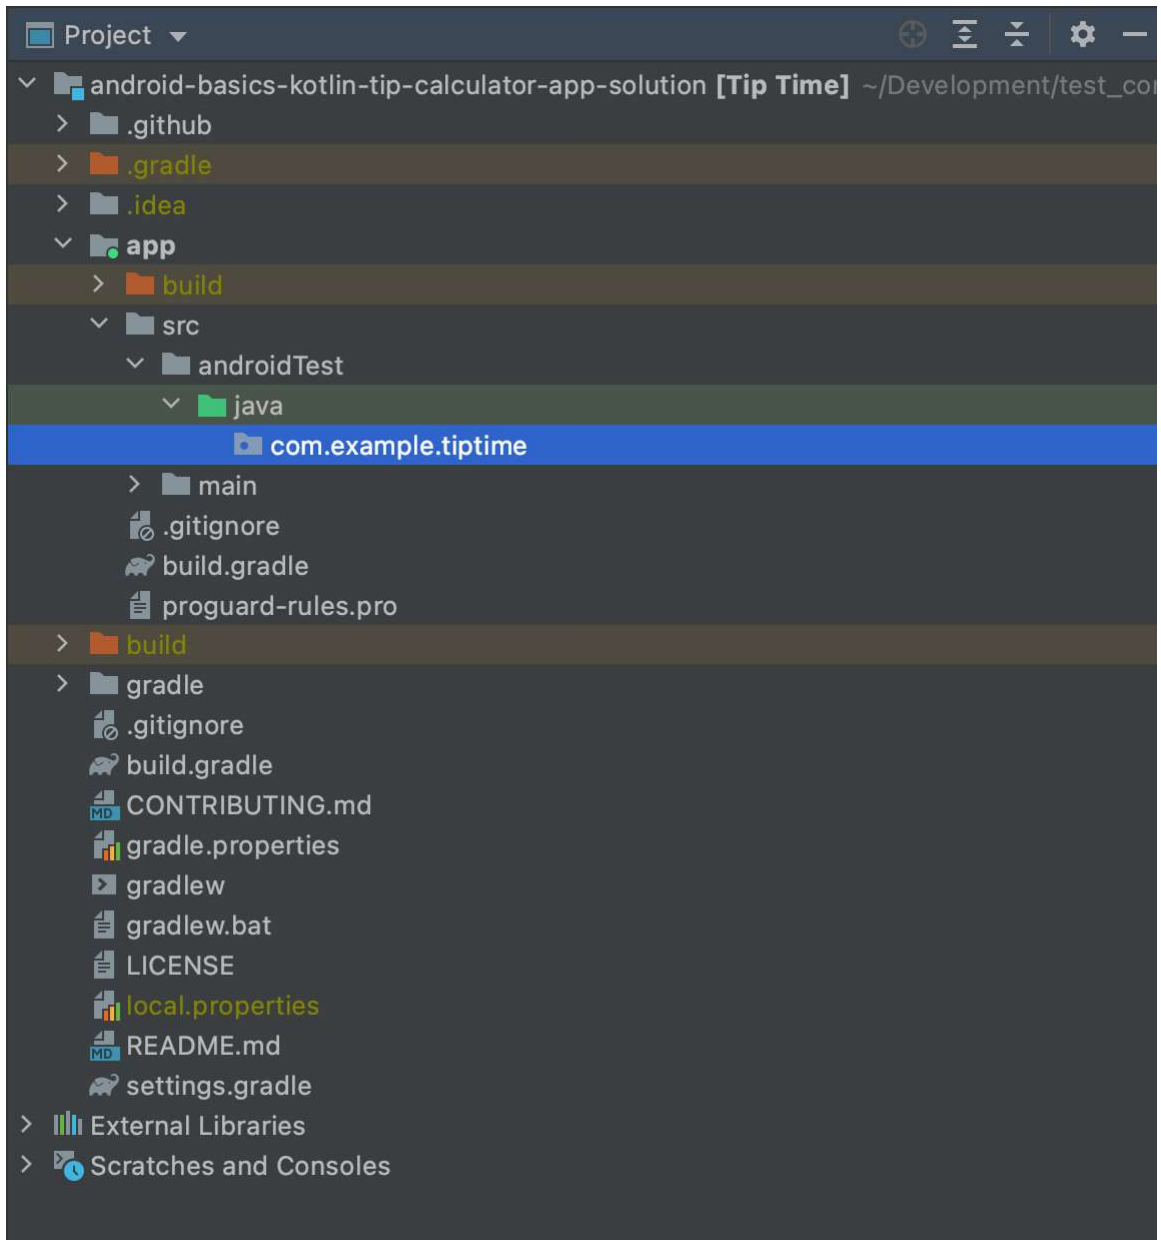 Project
android-basics-kotlin-tip-calculator-app-solution [Tip Time] ~/Development/test_co
.github
.gradle
.idea
app
build
src
androidTest
java
com.example.tiptime
main
.gitignore
build.gradle
proguard-rules.pro
build
gradle
.gitignore
build.gradle
MD CONTRIBUTING.md
gradle.properties
gradlew
gradlew.bat
LICENSE
local.properties
MD README.md
settings.gradle
External Libraries
Scratches and Consoles